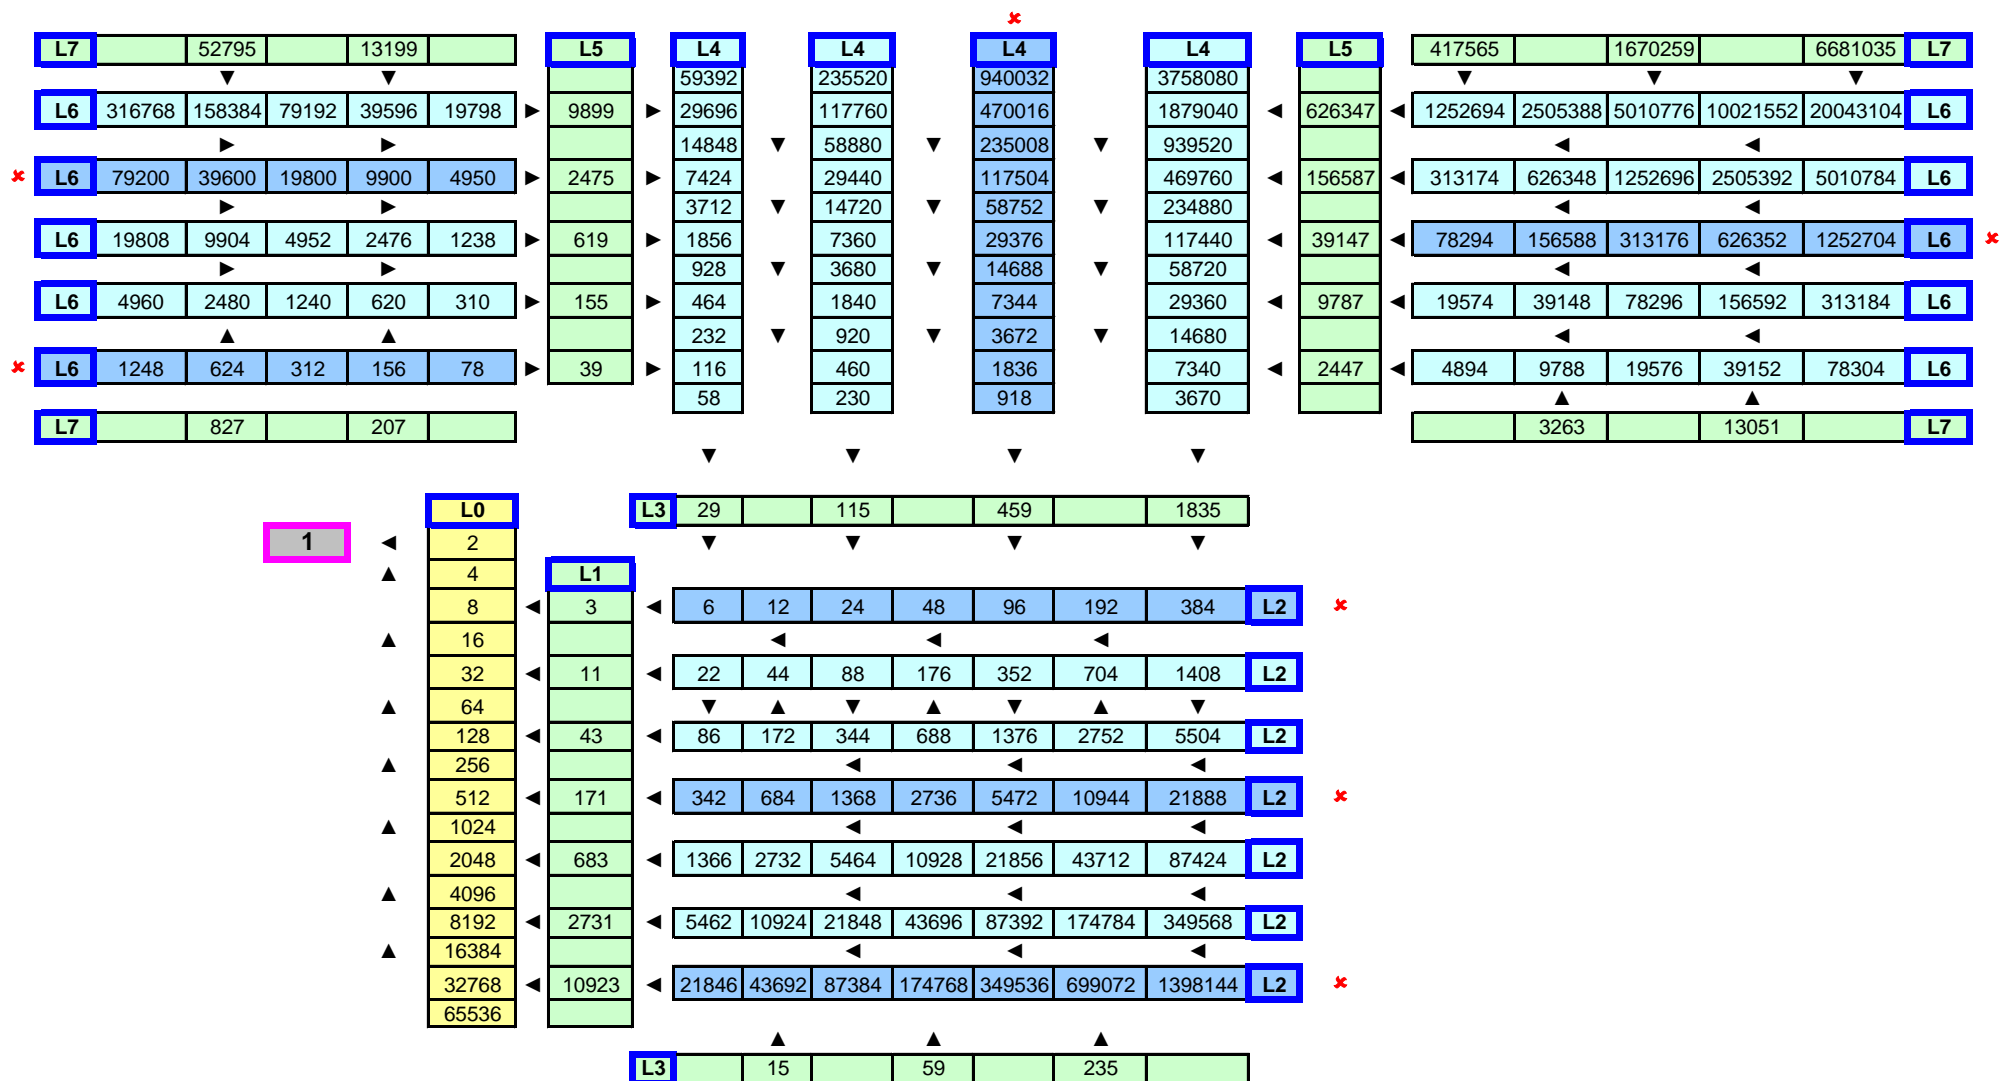 ✘
L7 52795 13199 L5 L4 L4 L4 L4 L5 417565 1670259 6681035 L7
▼ ▼ 59392 235520 940032 3758080 ▼ ▼ ▼
L6 316768 158384 79192 39596 19798 ► 9899 ► 29696 117760 470016 1879040 ◄ 626347 ◄ 1252694 2505388 5010776 10021552 20043104 L6
► ► 14848 ▼ 58880 ▼ 235008 ▼ 939520 ◄ ◄
✘ L6 79200 39600 19800 9900 4950 ► 2475 ► 7424 29440 117504 469760 ◄ 156587 ◄ 313174 626348 1252696 2505392 5010784 L6
► ► 3712 ▼ 14720 ▼ 58752 ▼ 234880 ◄ ◄
L6 19808 9904 4952 2476 1238 ► 619 ► 1856 7360 29376 117440 ◄ 39147 ◄ 78294 156588 313176 626352 1252704 L6 ✘
► ► 928 ▼ 3680 ▼ 14688 ▼ 58720 ◄ ◄
L6 4960 2480 1240 620 310 ► 155 ► 464 1840 7344 29360 ◄ 9787 ◄ 19574 39148 78296 156592 313184 L6
▲ ▲ 232 ▼ 920 ▼ 3672 ▼ 14680 ◄ ◄
✘ L6 1248 624 312 156 78 ► 39 ► 116 460 1836 7340 ◄ 2447 ◄ 4894 9788 19576 39152 78304 L6
58 230 918 3670 ▲ ▲
L7 827 207 3263 13051 L7
▼ ▼ ▼ ▼
L0 L3 29 115 459 1835
1 ◄ 2 ▼ ▼ ▼ ▼
▲ 4 L1
8 ◄ 3 ◄ 6 12 24 48 96 192 384 L2 ✘
▲ 16 ◄ ◄ ◄
32 ◄ 11 ◄ 22 44 88 176 352 704 1408 L2
▲ 64 ▼ ▲ ▼ ▲ ▼ ▲ ▼
128 ◄ 43 ◄ 86 172 344 688 1376 2752 5504 L2
▲ 256 ◄ ◄ ◄
512 ◄ 171 ◄ 342 684 1368 2736 5472 10944 21888 L2 ✘
▲ 1024 ◄ ◄ ◄
2048 ◄ 683 ◄ 1366 2732 5464 10928 21856 43712 87424 L2
▲ 4096 ◄ ◄ ◄
8192 ◄ 2731 ◄ 5462 10924 21848 43696 87392 174784 349568 L2
▲ 16384 ◄ ◄ ◄
32768 ◄ 10923 ◄ 21846 43692 87384 174768 349536 699072 1398144 L2 ✘
65536
▲ ▲ ▲
L3 15 59 235